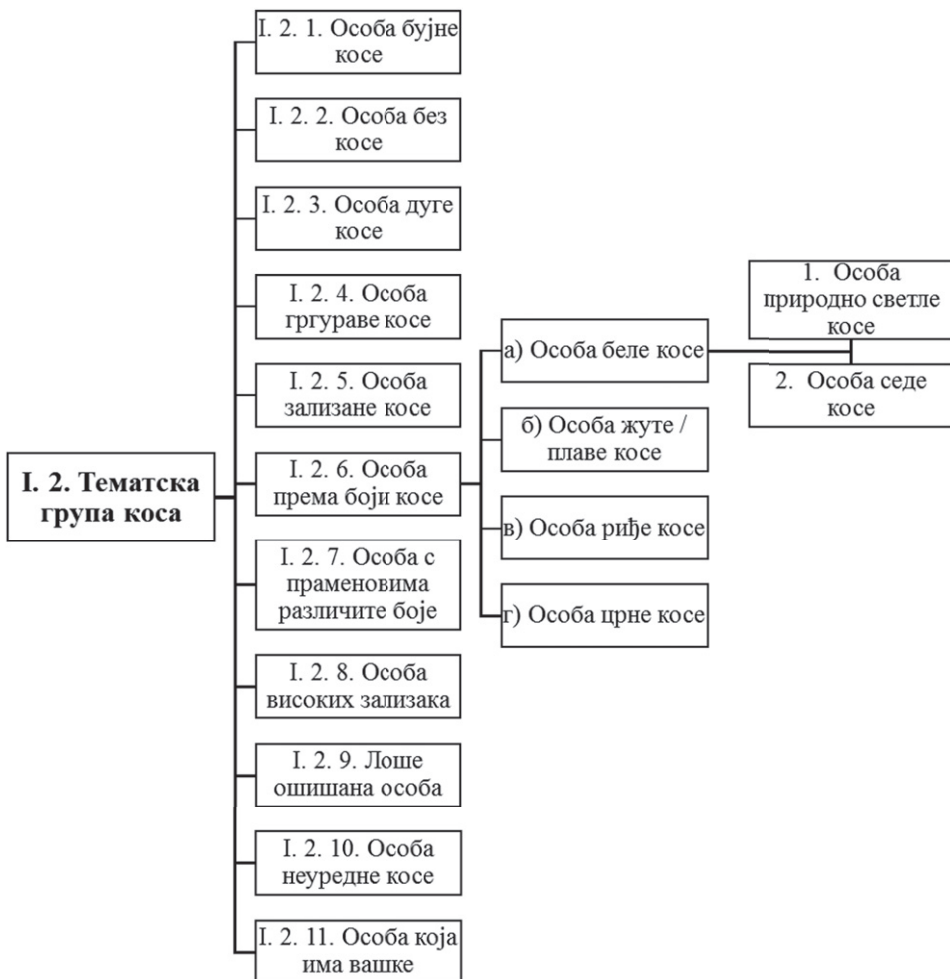 I. 2. Тематска
група коса
I. 2. 1. Особа бујне
косе
I. 2. 2. Особа без
косе
I. 2. 3. Особа дуге
косе
I. 2. 4. Особа
гргураве косе
I. 2. 5. Особа
зализане косе
I. 2. 6. Особа
према боји косе
а) Особа беле косе
1. Особа
природно светле
косе
2. Особа седе
косе
б) Особа жуте /
плаве косе
в) Особа риђе косе
г) Особа црне косе
I. 2. 7. Особа с
праменовима
различите боје
I. 2. 8. Особа
високих зализака
I. 2. 9. Лоше
ошишана особа
I. 2. 10. Особа
неуредне косе
I. 2. 11. Особа која
има вашке